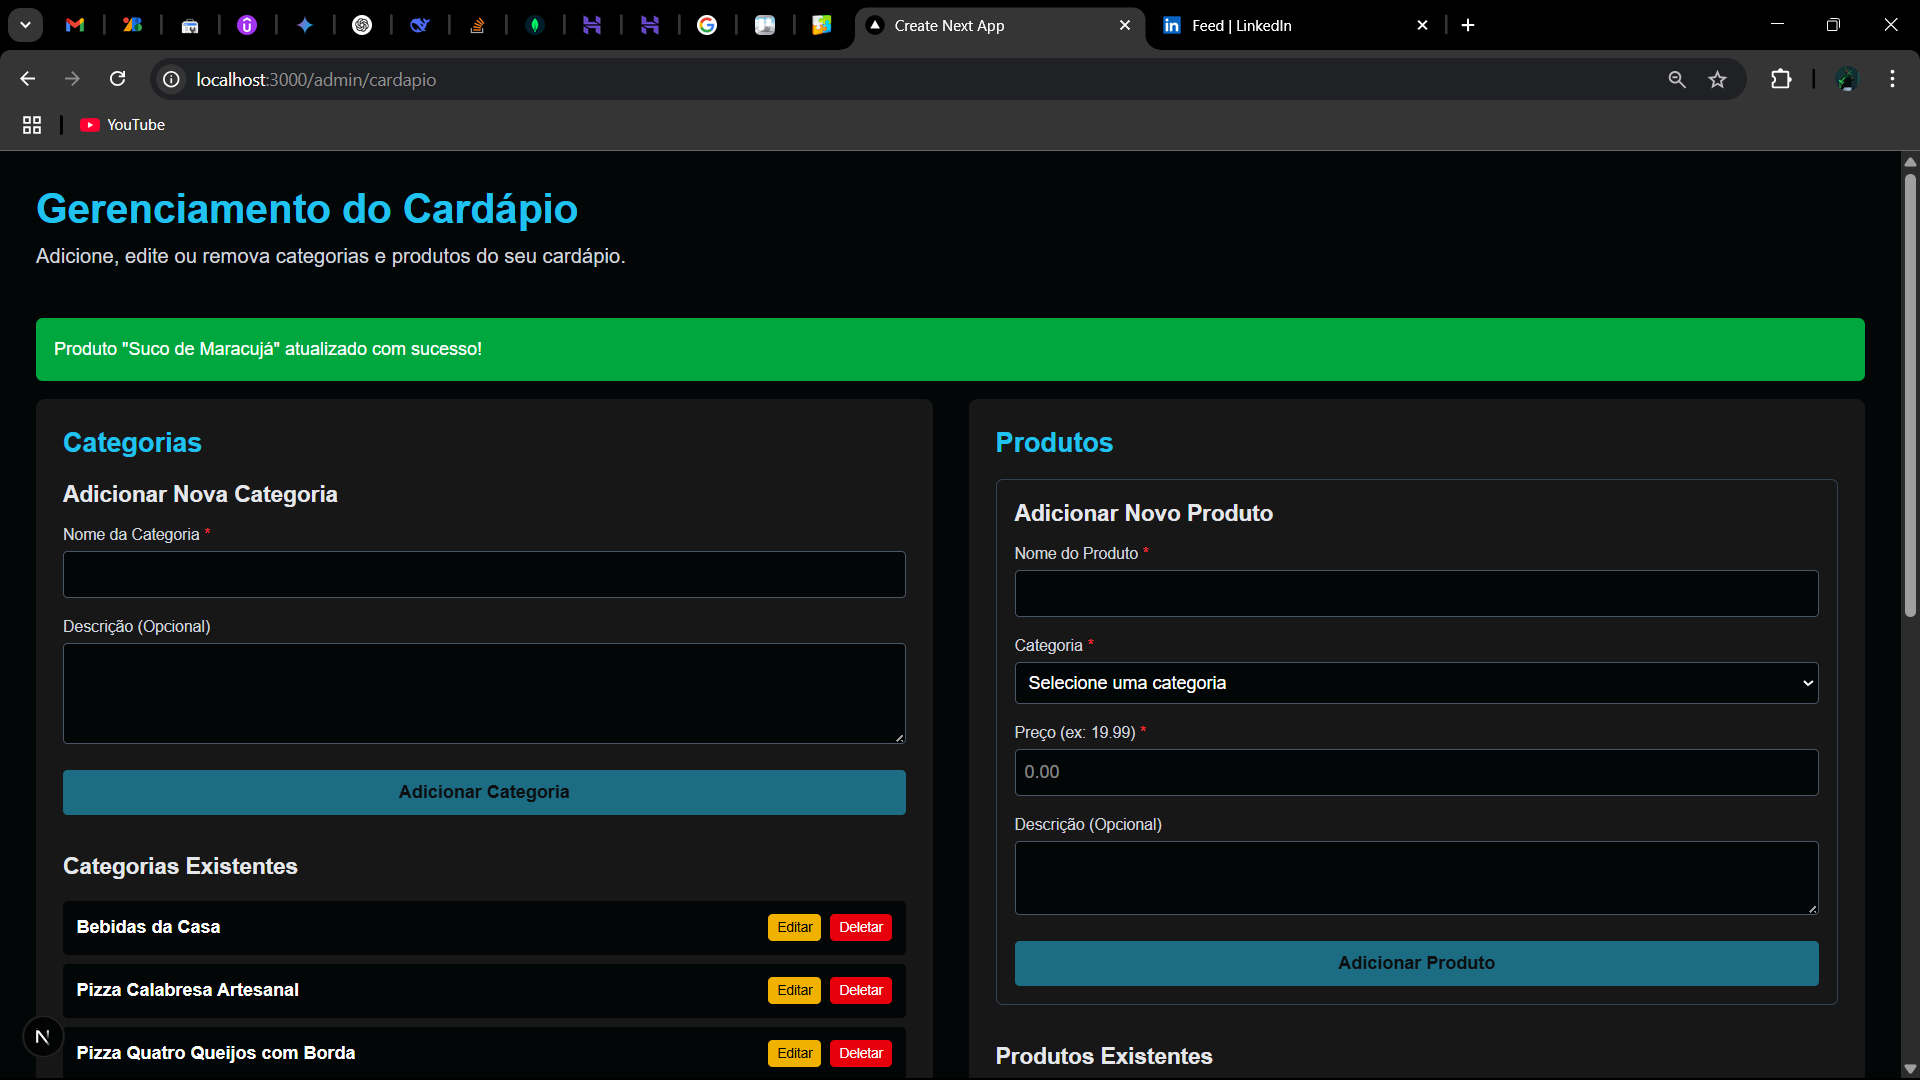 Create Next App
Feed | LinkedIn
localhost:3000/admin/cardapio
YouTube
Gerenciamento do Cardápio
Adicione, edite ou remova categorias e produtos do seu cardápio.
Produto "Suco de Maracujá" atualizado com sucesso!
Categorias
Adicionar Nova Categoria
Nome da Categoria *
Descrição (Opcional)
Adicionar Categoria
Categorias Existentes
Bebidas da Casa
Editar
Deletar
Pizza Calabresa Artesanal
Editar
Deletar
Pizza Quatro Queijos com Borda
Editar
Deletar
N
Produtos
Adicionar Novo Produto
Nome do Produto *
Categoria *
Selecione uma categoria
Preço (ex: 19.99) *
0.00
Descrição (Opcional)
Adicionar Produto
Produtos Existentes